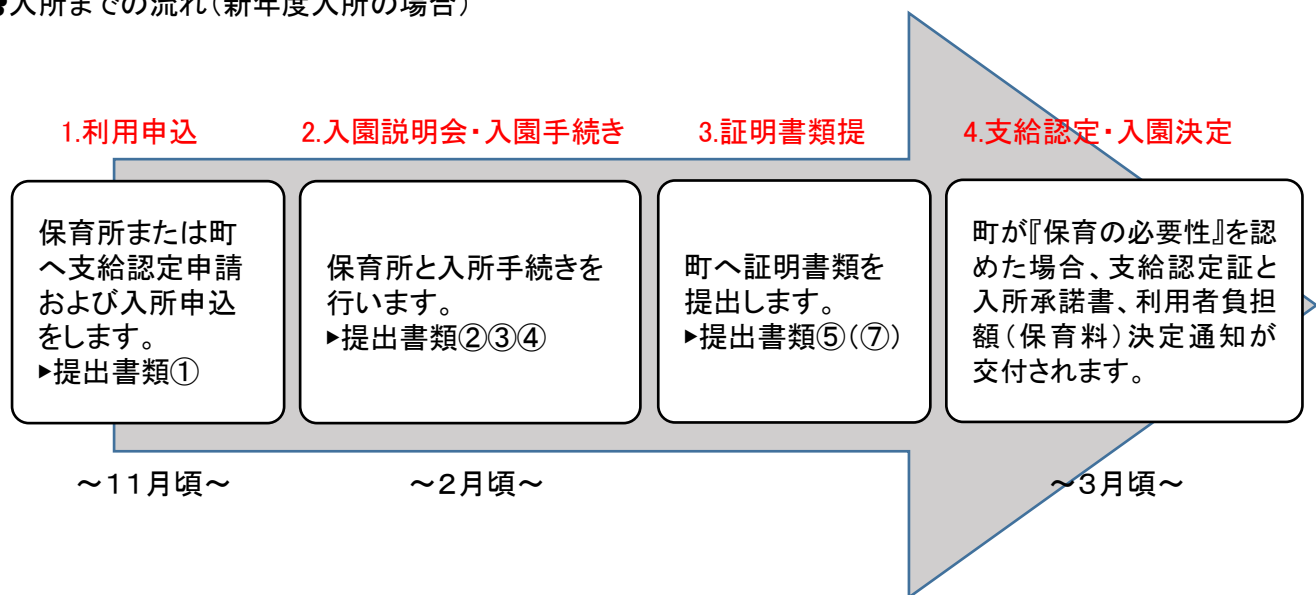 入所までの流れ(新年度入所の場合)
1.利用申込
2.入園説明会・入園手続き
3.証明書類提
4.支給認定・入園決定
保育所または町
へ支給認定申請
および入所申込
をします。
▶提出書類①
保育所と入所手続きを
行います。
▶提出書類②③④
町へ証明書類を
提出します。
▶提出書類⑤(⑦)
町が『保育の必要性』を認
めた場合、支給認定証と
入所承諾書、利用者負担
額(保育料)決定通知が
交付されます。
～11月頃～
～2月頃～
～3月頃～